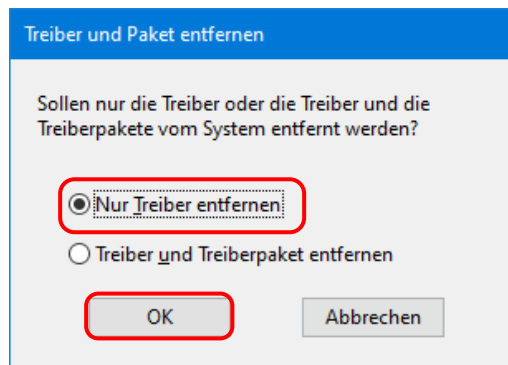 Treiber und Paket entfernen
Sollen nur die Treiber oder die Treiber und die
Treiberpakete vom System entfernt werden?
Nur Treiber entfernen
Treiber und Treiberpaket entfernen
OK
Abbrechen